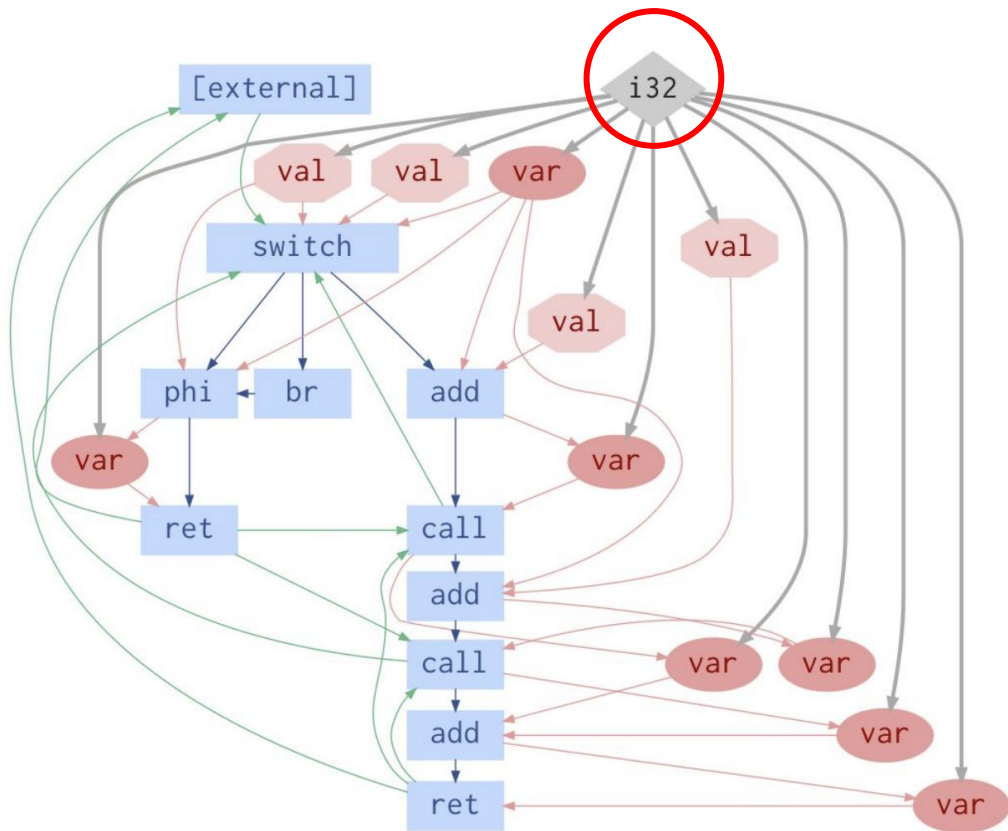 [external]
i32
val
val
var
switch
val
val
phi
br
add
var
var
ret
call
add
call
var
var
add
var
ret
var